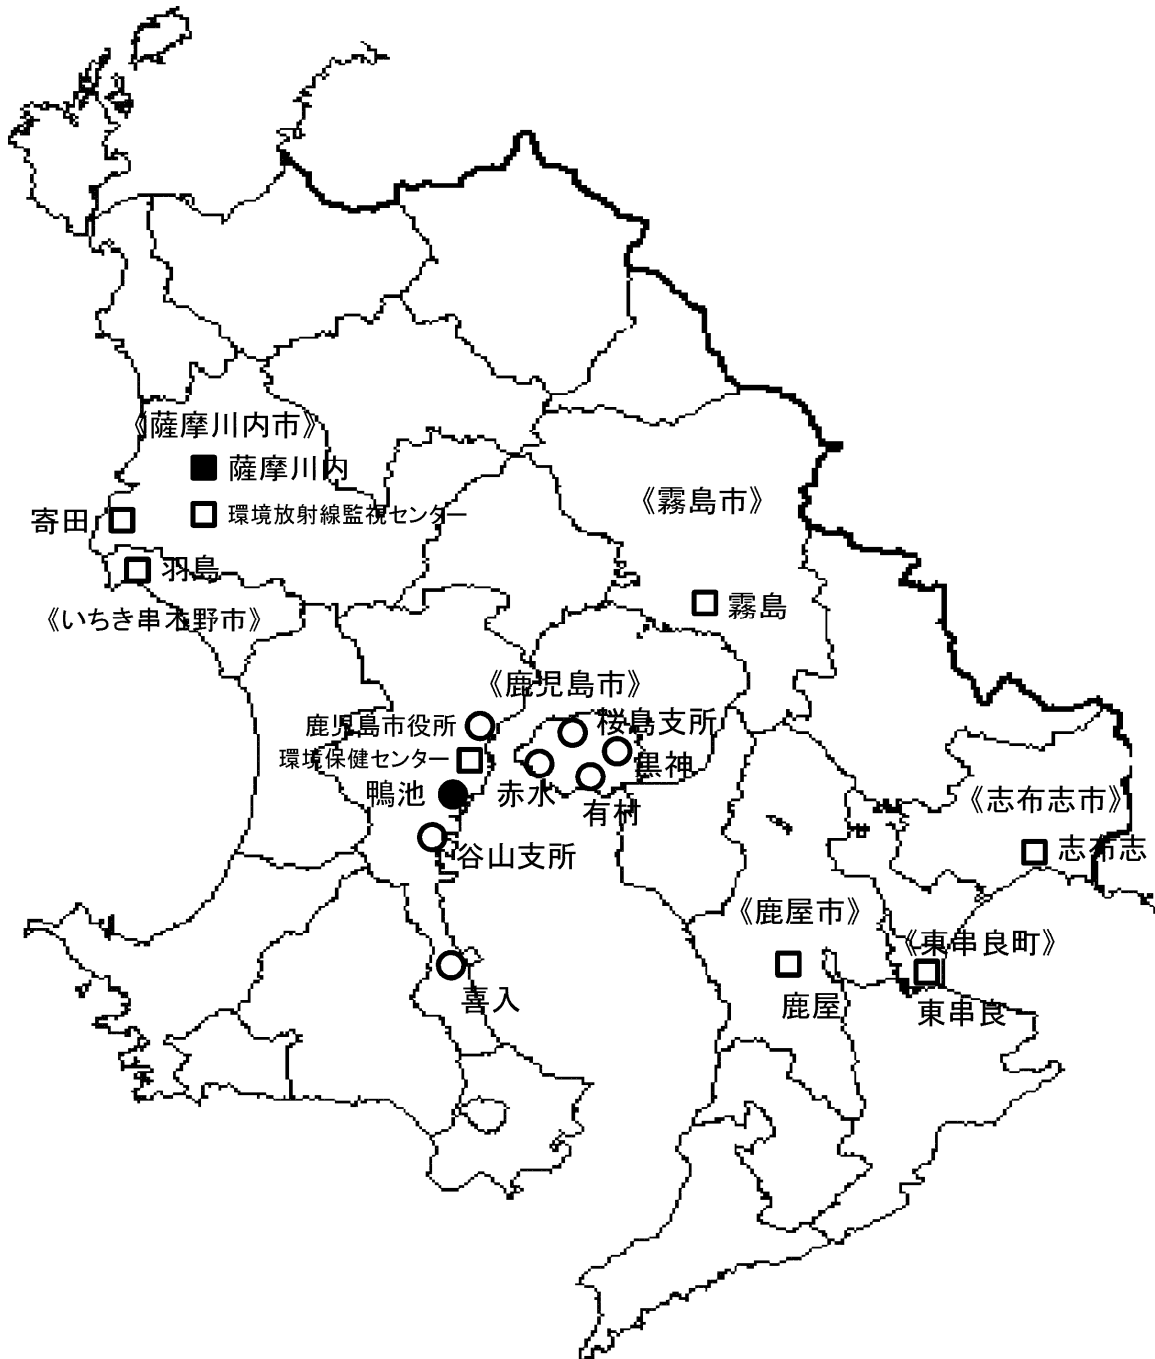 《薩摩川内市》
薩摩川内
環境放射線監視センター
寄田
羽島
《いちき串木野市》
《霧島市》
霧島
《鹿児島市》
鹿児島市役所
桜島支所
環境保健センター
黒神
鴨池
赤水
有村
谷山支所
《志布志市》
志布志
《鹿屋市》
《東串良町》
喜入
鹿屋
東串良